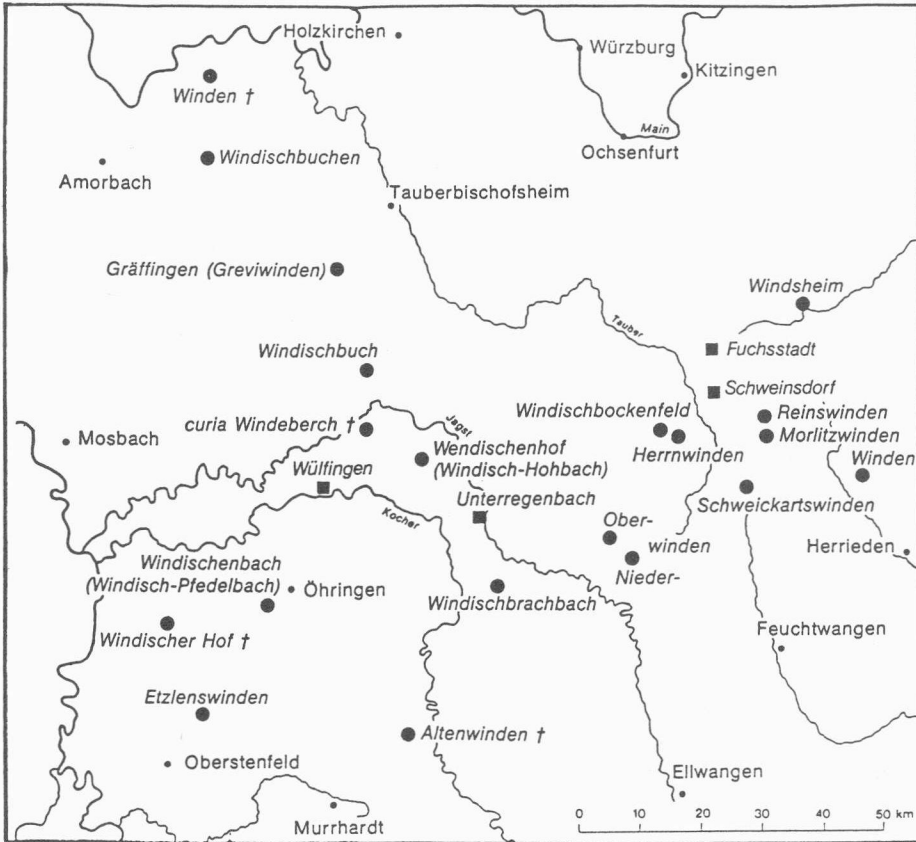 Holzkirchen
Würzburg
Kitzingen
Winden †
Main
Ochsenfurt
Windischbuchen
Amorbach
Tauberbischofsheim
Gräffingen (Greviwinden)
Windsheim
Tauber
Fuchsstadt
Windischbuch
Schweinsdorf
Windischbockenfeld
Reinswinden
curia Windeberch †
Jagst
Morlitzwinden
Mosbach
Wendischenhof
(Windisch-Hohbach)
Herrnwinden
Winden
Wülfingen
Unterregenbach
Schweickartswinden
Kocher
Ober-
winden
Nieder-
Herrieden
Windischenbach
(Windisch-Pfedelbach)
Öhringen
Windischbrachbach
Windischer Hof †
Feuchtwangen
Etzlenswinden
Altenwinden †
Oberstenfeld
Ellwangen
Murrhardt
0 10 20 30 40 50 km